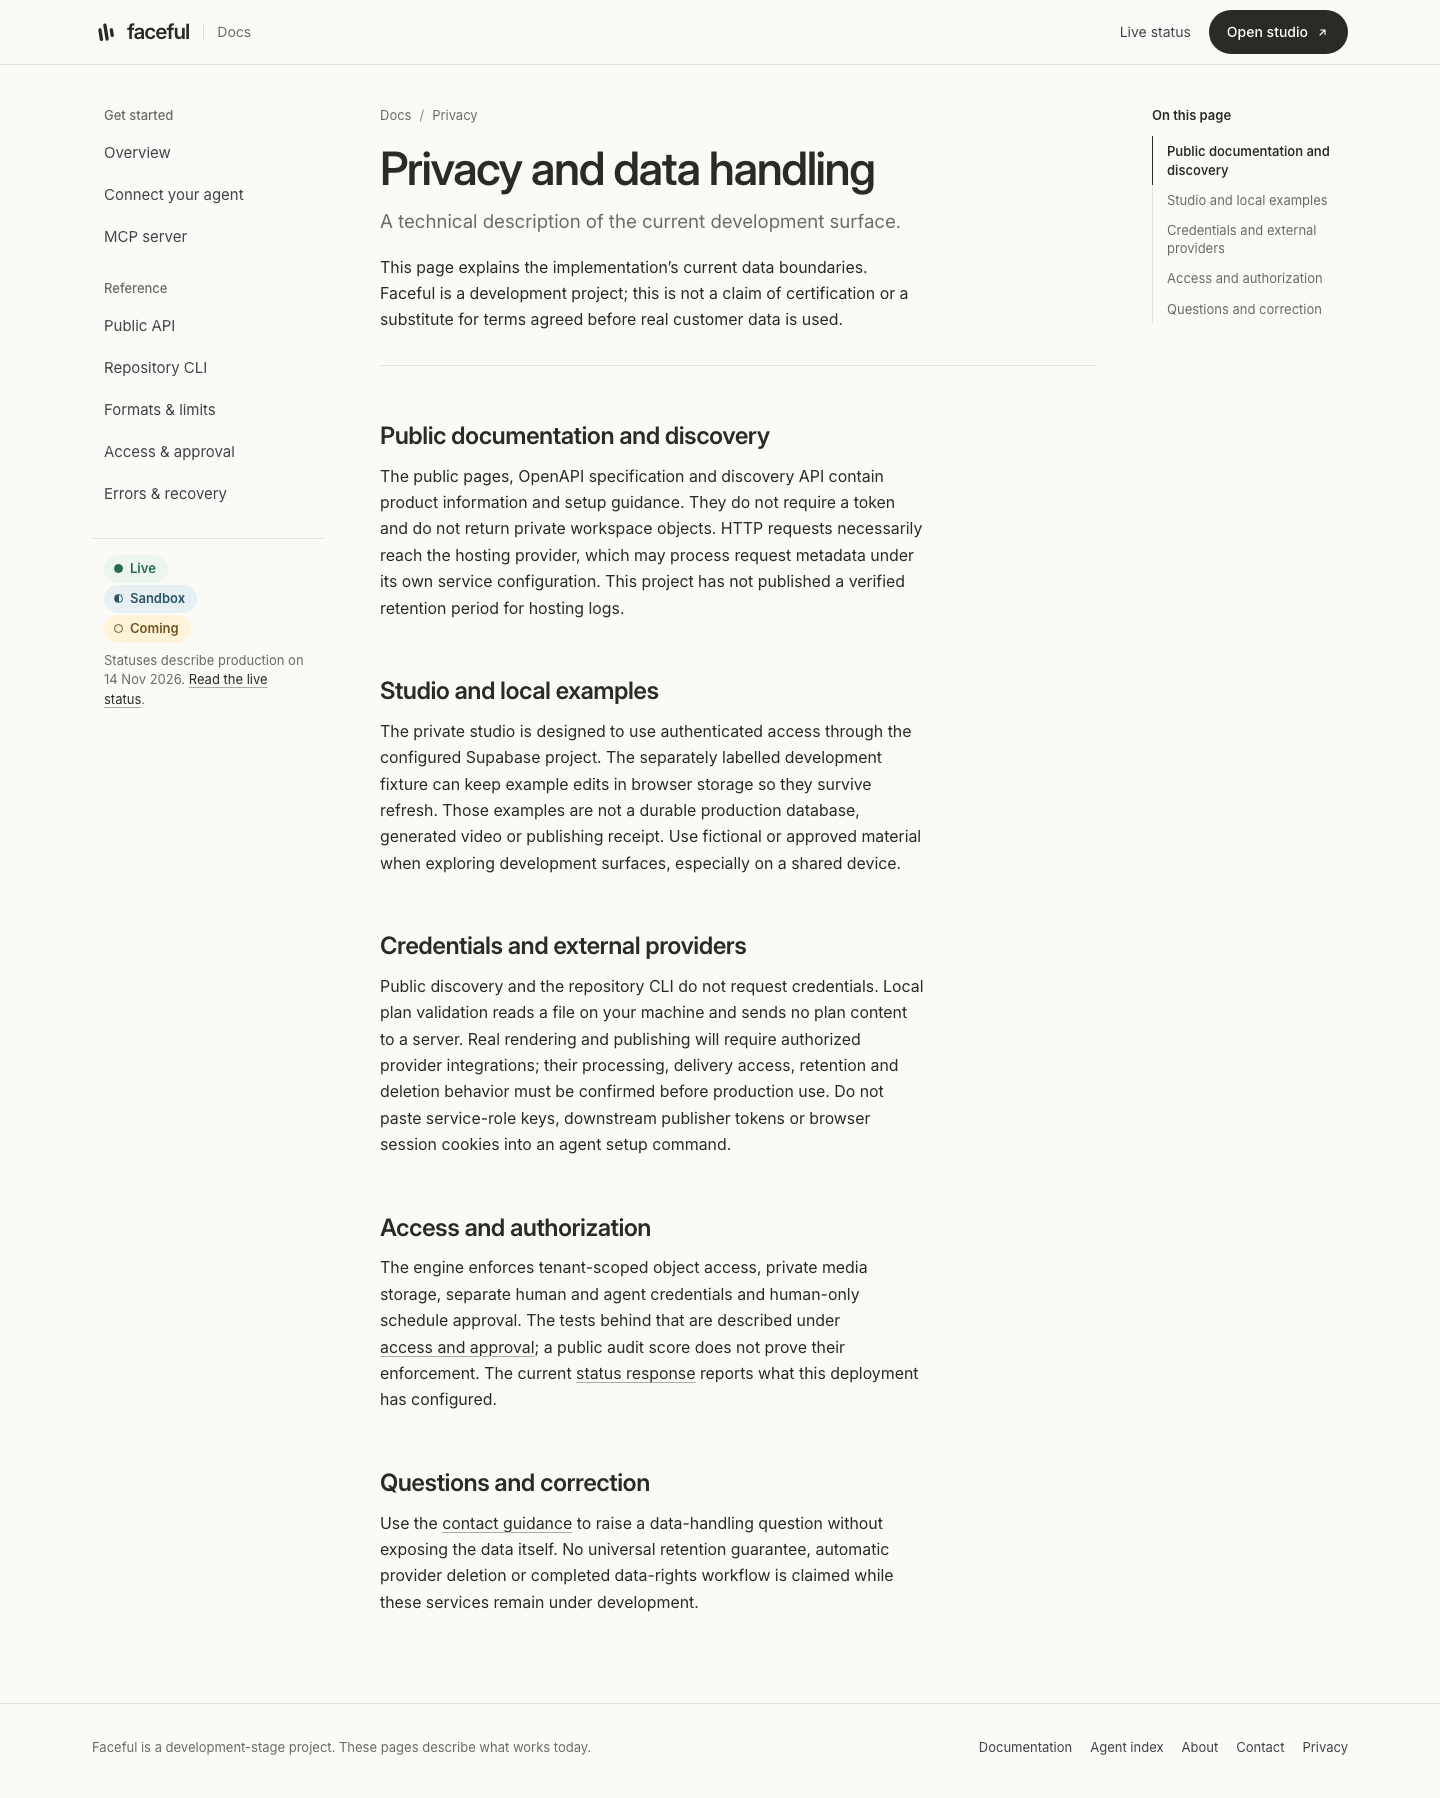 faceful
Docs
Live status
Open studio
Get started
Overview
Connect your agent
MCP server
Reference
Public API
Repository CLI
Formats & limits
Access & approval
Errors & recovery
Live
Sandbox
Coming
Statuses describe production on
14 Nov 2026. Read the live
status.
Docs / Privacy
Privacy and data handling
A technical description of the current development surface.
This page explains the implementation’s current data boundaries.
Faceful is a development project; this is not a claim of certification or a
substitute for terms agreed before real customer data is used.
Public documentation and discovery
The public pages, OpenAPI specification and discovery API contain
product information and setup guidance. They do not require a token
and do not return private workspace objects. HTTP requests necessarily
reach the hosting provider, which may process request metadata under
its own service configuration. This project has not published a verified
retention period for hosting logs.
Studio and local examples
The private studio is designed to use authenticated access through the
configured Supabase project. The separately labelled development
fixture can keep example edits in browser storage so they survive
refresh. Those examples are not a durable production database,
generated video or publishing receipt. Use fictional or approved material
when exploring development surfaces, especially on a shared device.
Credentials and external providers
Public discovery and the repository CLI do not request credentials. Local
plan validation reads a file on your machine and sends no plan content
to a server. Real rendering and publishing will require authorized
provider integrations; their processing, delivery access, retention and
deletion behavior must be confirmed before production use. Do not
paste service-role keys, downstream publisher tokens or browser
session cookies into an agent setup command.
Access and authorization
The engine enforces tenant-scoped object access, private media
storage, separate human and agent credentials and human-only
schedule approval. The tests behind that are described under
access and approval; a public audit score does not prove their
enforcement. The current status response reports what this deployment
has configured.
Questions and correction
Use the contact guidance to raise a data-handling question without
exposing the data itself. No universal retention guarantee, automatic
provider deletion or completed data-rights workflow is claimed while
these services remain under development.
On this page
Public documentation and
discovery
Studio and local examples
Credentials and external
providers
Access and authorization
Questions and correction
Faceful is a development-stage project. These pages describe what works today.
Documentation
Agent index
About
Contact
Privacy